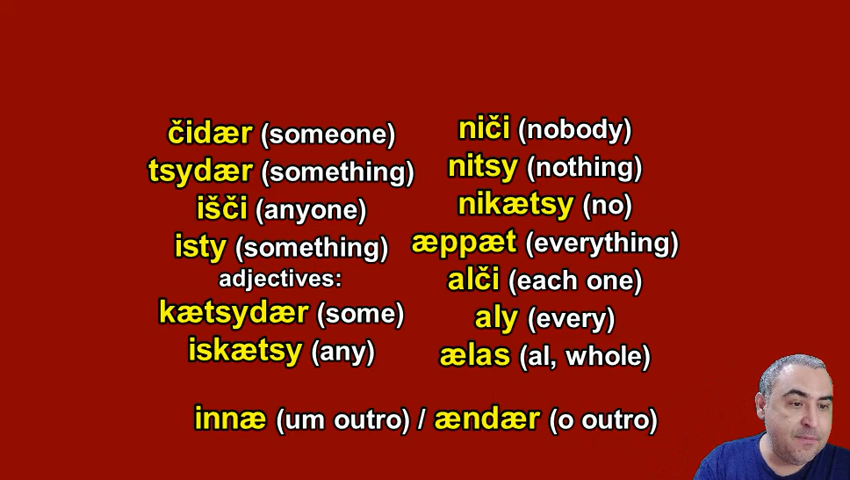 čidær (someone)
tsydær (something)
išči (anyone)
isty (something)
adjectives:
kætsydær (some)
iskætsy (any)
niči (nobody)
nitsy (nothing)
nikætsy (no)
æppæt (everything)
alči (each one)
aly (every)
ælas (al, whole)
innæ (um outro) / ændær (o outro)